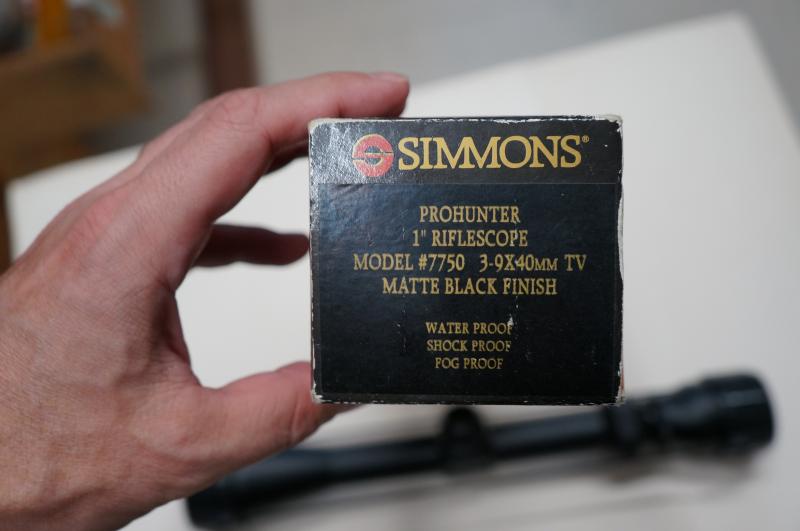 SIMMONS®
PROHUNTER
1" RIFLESCOPE
MODEL #7750 3-9X40MM TV
MATTE BLACK FINISH
WATER PROOF
SHOCK PROOF
FOG PROOF